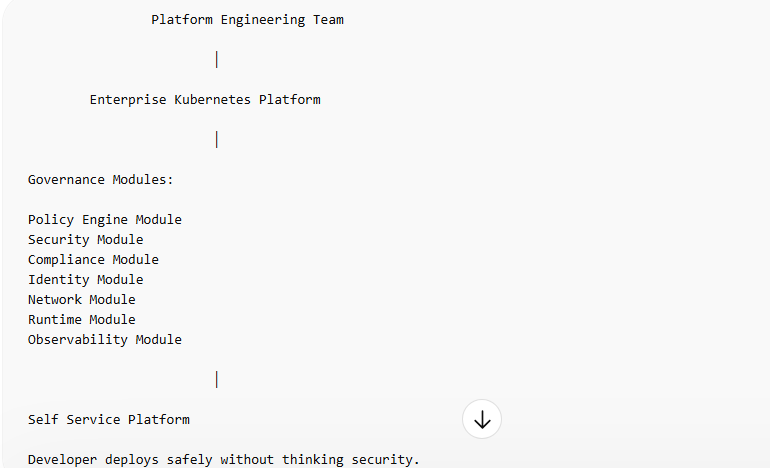 Platform Engineering Team
|
Enterprise Kubernetes Platform
|
Governance Modules:
Policy Engine Module
Security Module
Compliance Module
Identity Module
Network Module
Runtime Module
Observability Module
|
Self Service Platform
Developer deploys safely without thinking security.